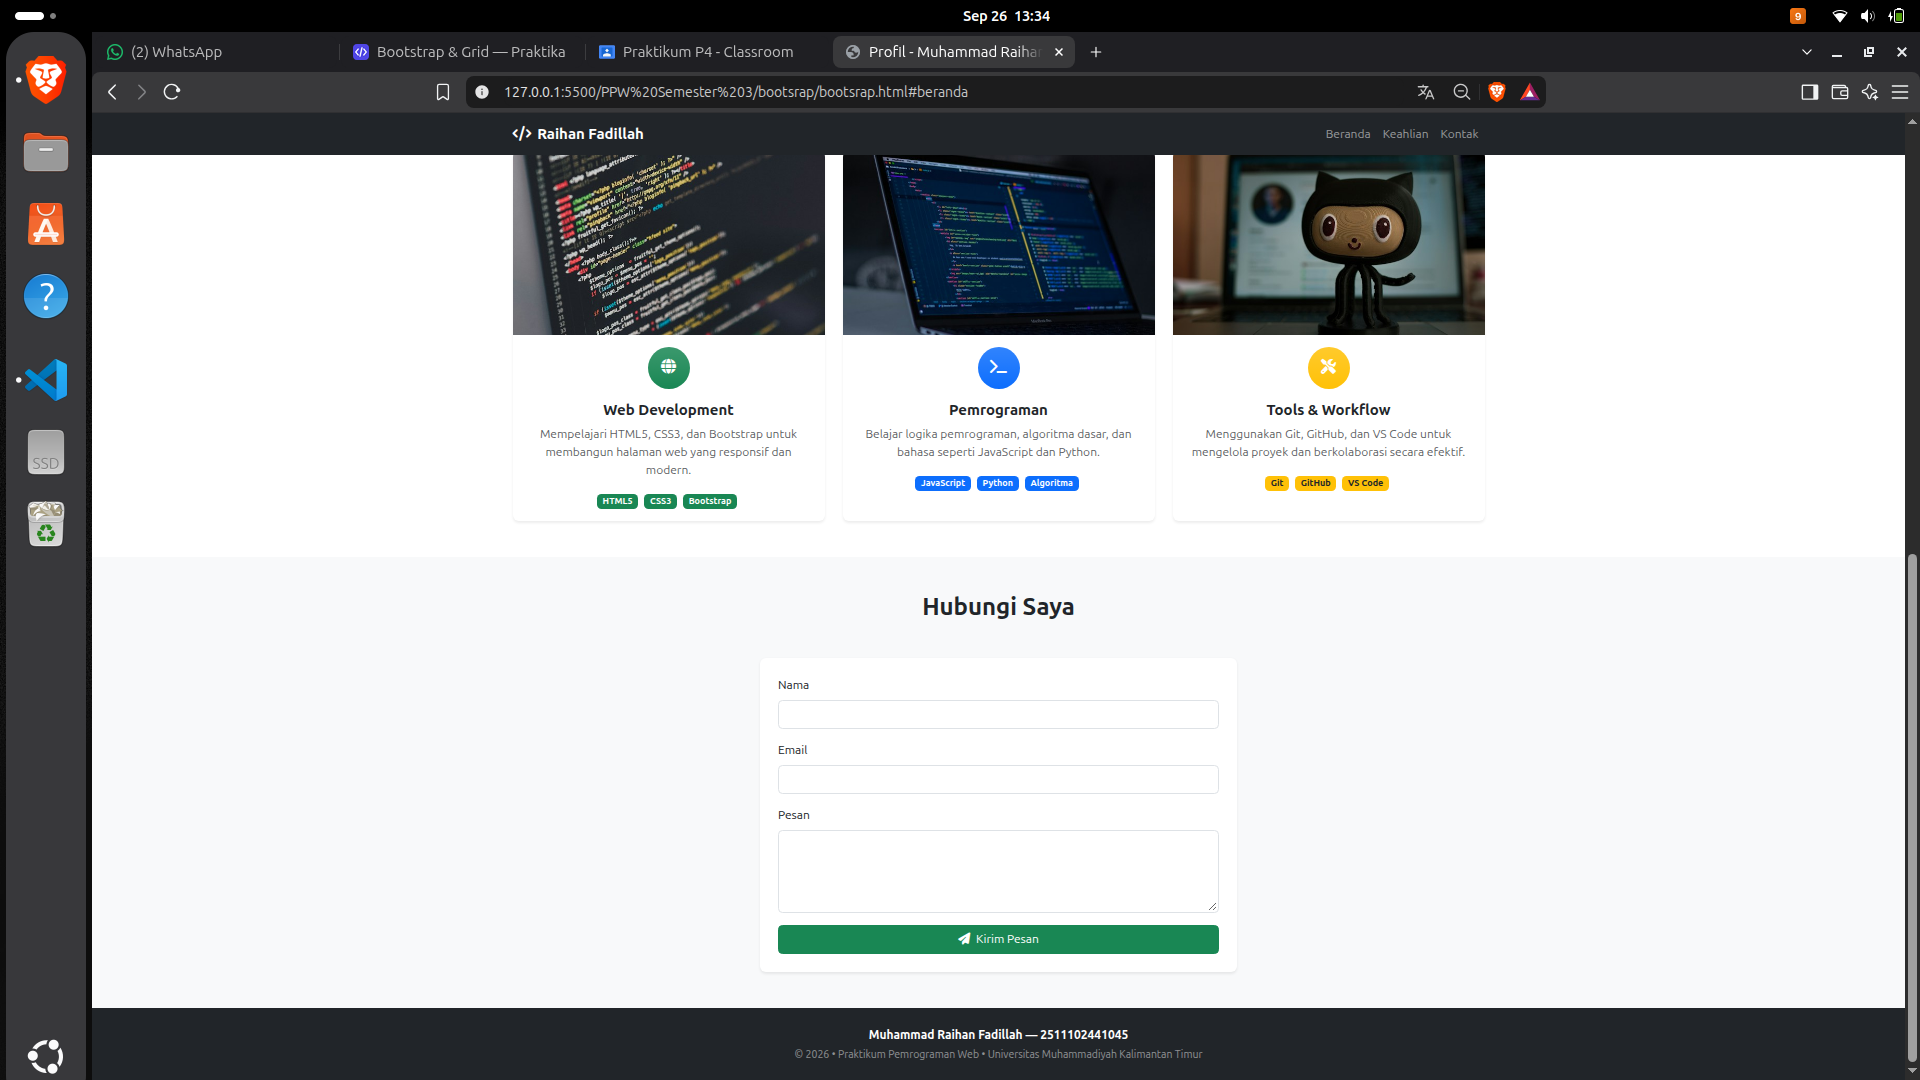 Sep 26 13:34
9
(2) WhatsApp
Bootstrap & Grid — Praktika
Praktikum P4 - Classroom
Profil - Muhammad Raihan
127.0.0.1:5500/PPW%20Semester%203/bootsrap/bootsrap.html#beranda
</> Raihan Fadillah
Beranda Keahlian Kontak
Web Development
Mempelajari HTML5, CSS3, dan Bootstrap untuk
membangun halaman web yang responsif dan
modern.
HTML5 CSS3 Bootstrap
Pemrograman
Belajar logika pemrograman, algoritma dasar, dan
bahasa seperti JavaScript dan Python.
JavaScript Python Algoritma
Tools & Workflow
Menggunakan Git, GitHub, dan VS Code untuk
mengelola proyek dan berkolaborasi secara efektif.
Git GitHub VS Code
SSD
Hubungi Saya
Nama
Email
Pesan
Kirim Pesan
Muhammad Raihan Fadillah — 2511102441045
© 2026 • Praktikum Pemrograman Web • Universitas Muhammadiyah Kalimantan Timur